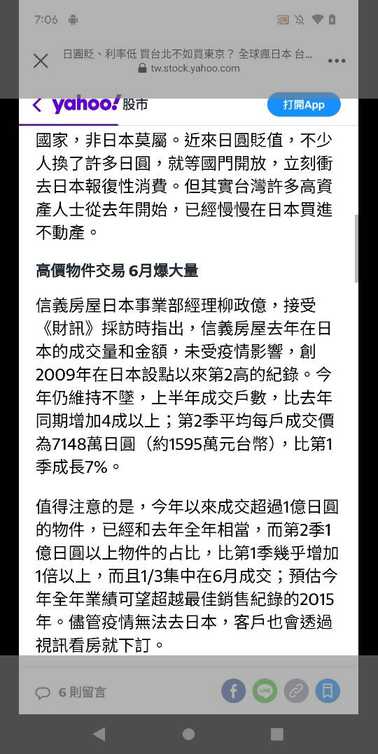 7:06
日圓貶、利率低 買台北不如買東京？ 全球瘋日本 台...
tw.stock.yahoo.com
yahoo! 股市
打開App
國家，非日本莫屬。近來日圓貶值，不少
人換了許多日圓，就等國門開放，立刻衝
去日本報復性消費。但其實台灣許多高資
產人士從去年開始，已經慢慢在日本買進
不動產。
高價物件交易 6月爆大量
信義房屋日本事業部經理柳政億，接受
《財訊》採訪時指出，信義房屋去年在日
本的成交量和金額，未受疫情影響，創
2009年在日本設點以來第2高的紀錄。今
年仍維持不墜，上半年成交戶數，比去年
同期增加4成以上；第2季平均每戶成交價
為7148萬日圓（約1595萬元台幣），比第1
季成長7%。
值得注意的是，今年以來成交超過1億日圓
的物件，已經和去年全年相當，而第2季1
億日圓以上物件的占比，比第1季幾乎增加
1倍以上，而且1/3集中在6月成交；預估今
年全年業績可望超越最佳銷售紀錄的2015
年。儘管疫情無法去日本，客戶也會透過
視訊看房就下訂。
6 則留言
LINE